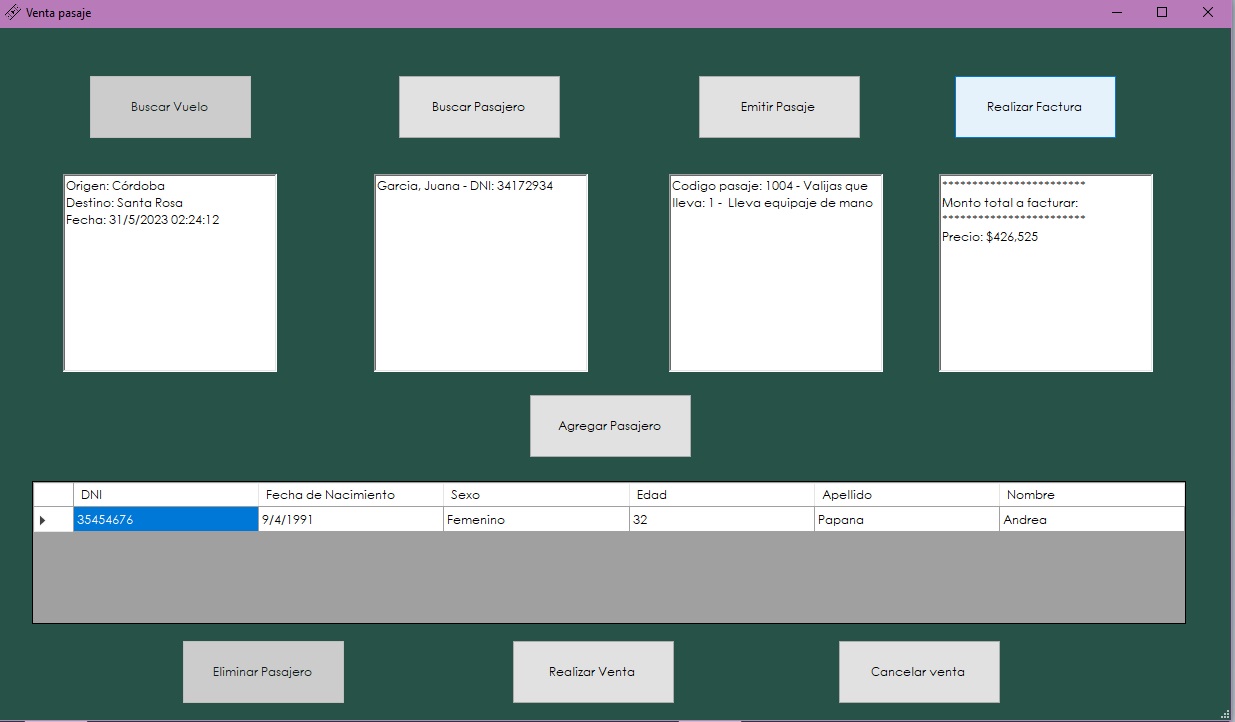 Venta pasaje
Buscar Vuelo
Buscar Pasajero
Emitir Pasaje
Realizar Factura
Origen: Córdoba
Destino: Santa Rosa
Fecha: 31/5/2023 02:24:12
Garcia, Juana - DNI: 34172934
Codigo pasaje: 1004 - Valijas que
lleva: 1 -  Lleva equipaje de mano
************************
Monto total a facturar:
************************
Precio: $426,525
Agregar Pasajero
DNI Fecha de Nacimiento Sexo Edad Apellido Nombre
35454676 9/4/1991 Femenino 32 Papana Andrea
Eliminar Pasajero
Realizar Venta
Cancelar venta